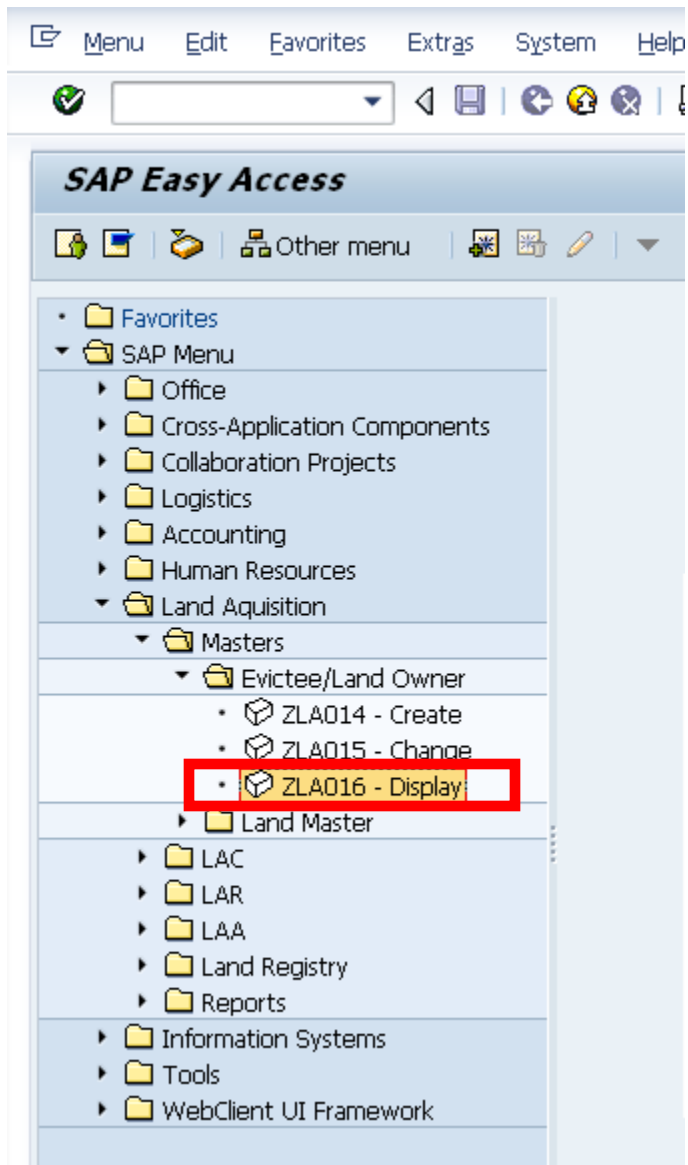 Menu Edit Favorites Extras System Help
SAP Easy Access
Other menu
Favorites
SAP Menu
Office
Cross-Application Components
Collaboration Projects
Logistics
Accounting
Human Resources
Land Aquisition
Masters
Evictee/Land Owner
ZLA014 - Create
ZLA015 - Change
ZLA016 - Display
Land Master
LAC
LAR
LAA
Land Registry
Reports
Information Systems
Tools
WebClient UI Framework